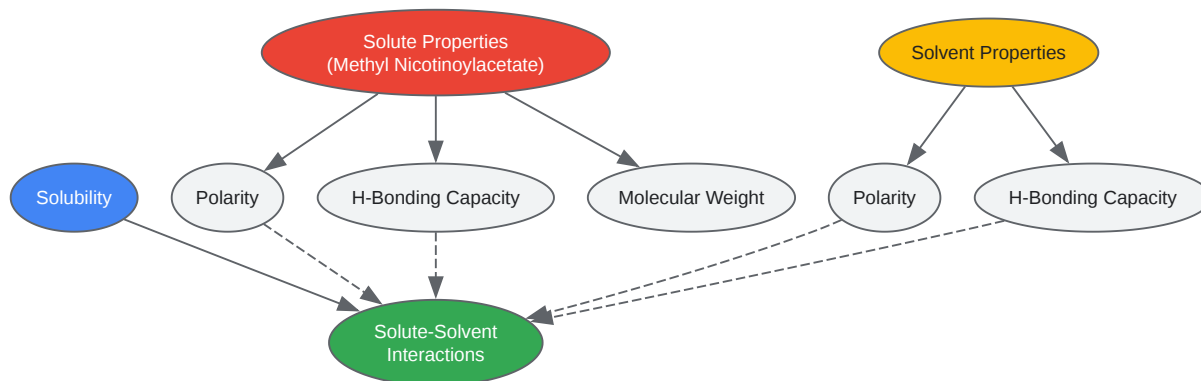 Solute Properties
(Methyl Nicotinoylacetate)
Solvent Properties
Solubility
Polarity
H-Bonding Capacity
Molecular Weight
Polarity
H-Bonding Capacity
Solute-Solvent
Interactions